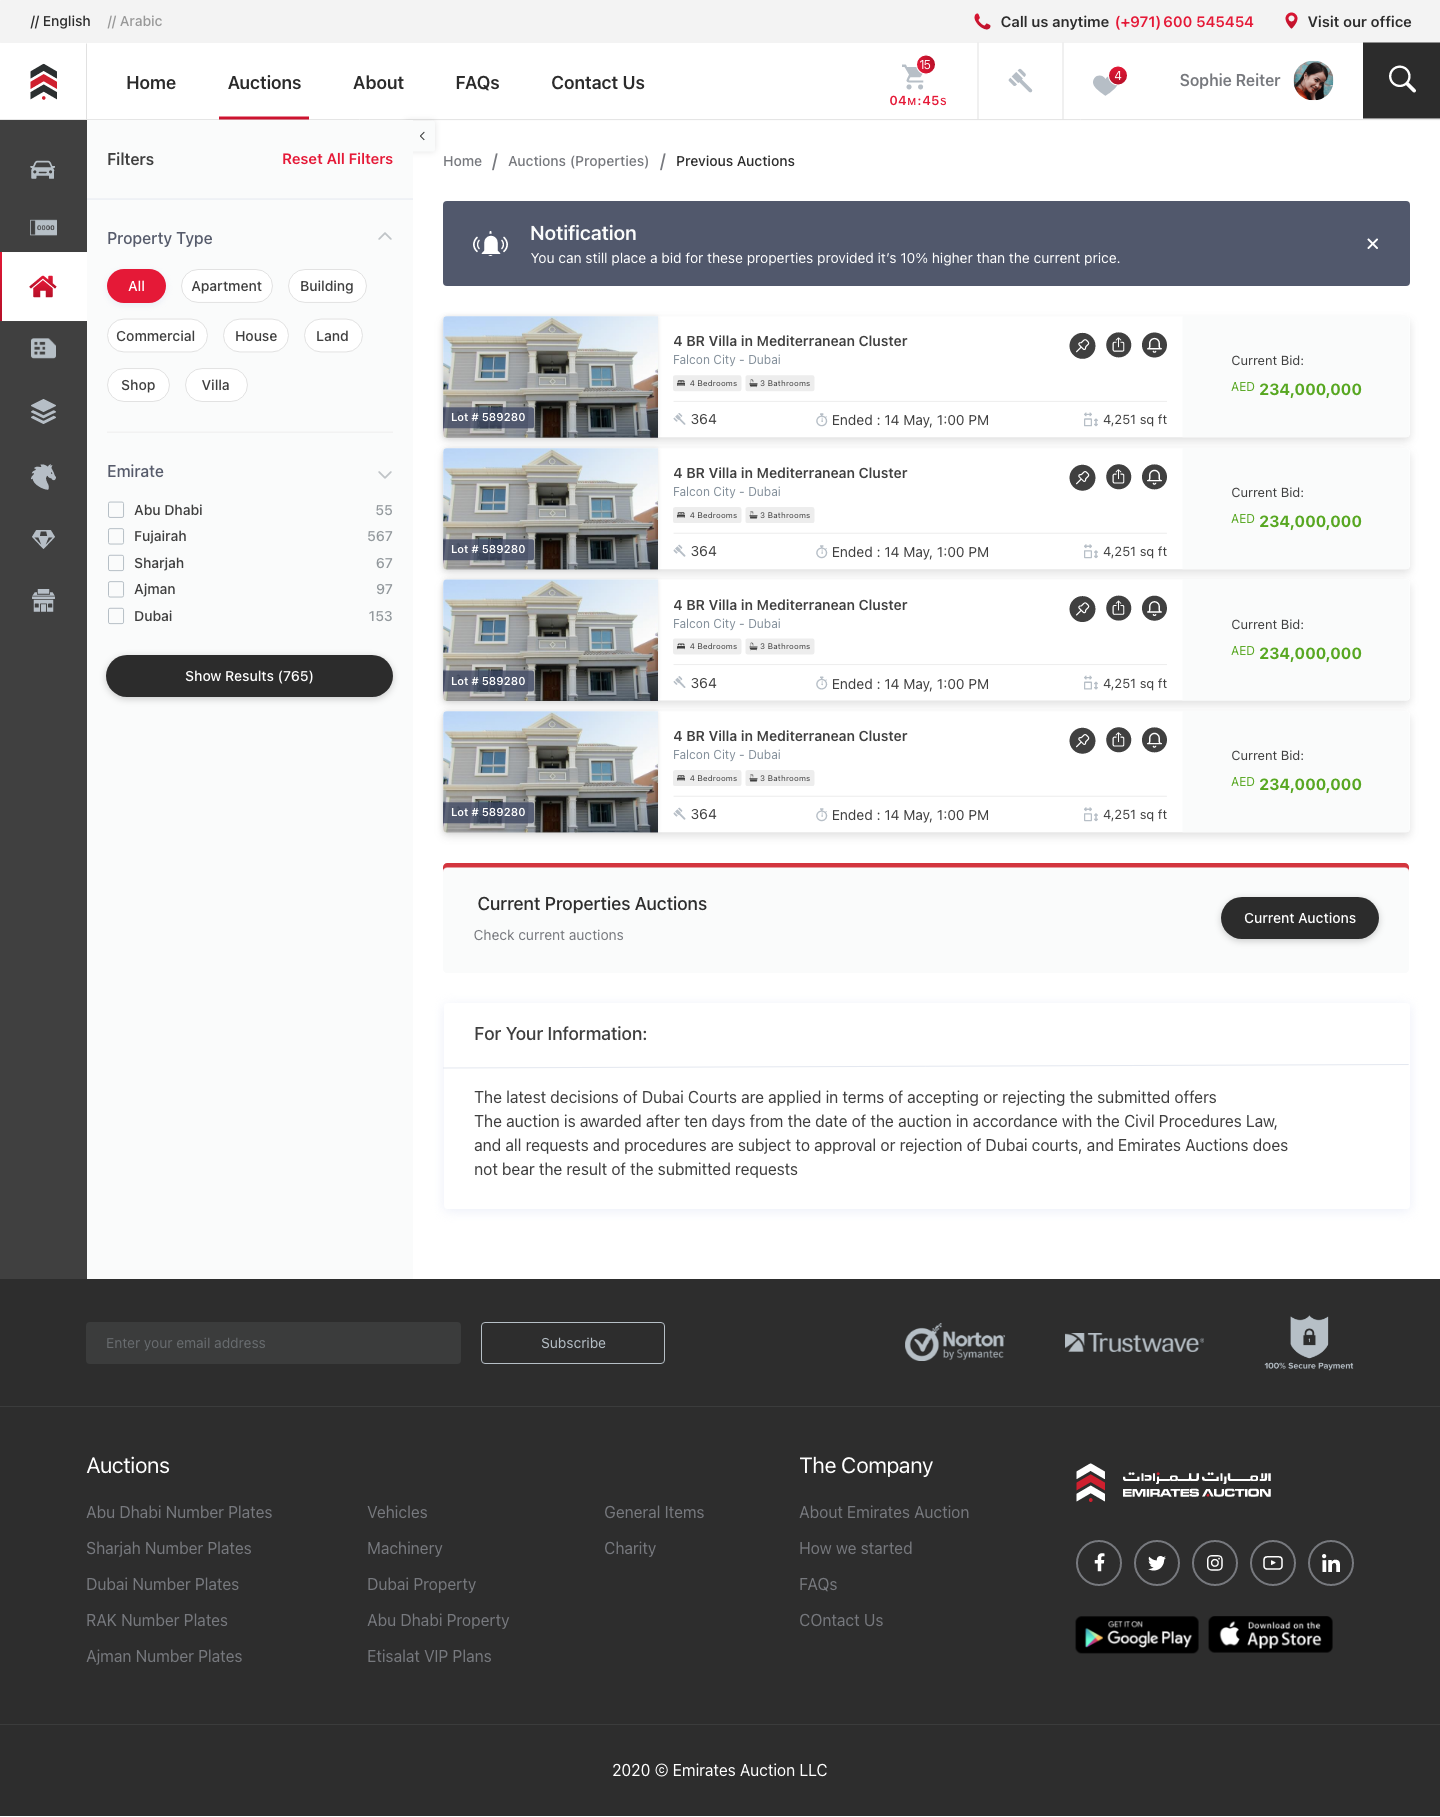 // English
// Arabic
Call us anytime (+971) 600 545454
Visit our office
Home
Auctions
About
FAQs
Contact Us
15
04M:45S
4
Sophie Reiter
0000
Filters
Reset All Filters
Property Type
All
Apartment
Building
Commercial
House
Land
Shop
Villa
Emirate
Abu Dhabi 55
Fujairah 567
Sharjah 67
Ajman 97
Dubai 153
Show Results (765)
Home / Auctions (Properties) / Previous Auctions
Notification
You can still place a bid for these properties provided it's 10% higher than the current price.
4 BR Villa in Mediterranean Cluster
Falcon City - Dubai
4 Bedrooms
3 Bathrooms
Lot # 589280
364
Ended : 14 May, 1:00 PM
4,251 sq ft
Current Bid:
AED 234,000,000
4 BR Villa in Mediterranean Cluster
Falcon City - Dubai
4 Bedrooms
3 Bathrooms
Lot # 589280
364
Ended : 14 May, 1:00 PM
4,251 sq ft
Current Bid:
AED 234,000,000
4 BR Villa in Mediterranean Cluster
Falcon City - Dubai
4 Bedrooms
3 Bathrooms
Lot # 589280
364
Ended : 14 May, 1:00 PM
4,251 sq ft
Current Bid:
AED 234,000,000
4 BR Villa in Mediterranean Cluster
Falcon City - Dubai
4 Bedrooms
3 Bathrooms
Lot # 589280
364
Ended : 14 May, 1:00 PM
4,251 sq ft
Current Bid:
AED 234,000,000
Current Properties Auctions
Check current auctions
Current Auctions
For Your Information:
The latest decisions of Dubai Courts are applied in terms of accepting or rejecting the submitted offers
The auction is awarded after ten days from the date of the auction in accordance with the Civil Procedures Law,
and all requests and procedures are subject to approval or rejection of Dubai courts, and Emirates Auctions does
not bear the result of the submitted requests
Enter your email address
Subscribe
Norton
by Symantec
Trustwave®
100% Secure Payment
Auctions
Abu Dhabi Number Plates
Sharjah Number Plates
Dubai Number Plates
RAK Number Plates
Ajman Number Plates
Vehicles
Machinery
Dubai Property
Abu Dhabi Property
Etisalat VIP Plans
General Items
Charity
The Company
About Emirates Auction
How we started
FAQs
COntact Us
الامـارات للـمـزادات
EMIRATES AUCTION
GET IT ON
Google Play
Download on the
App Store
2020 © Emirates Auction LLC